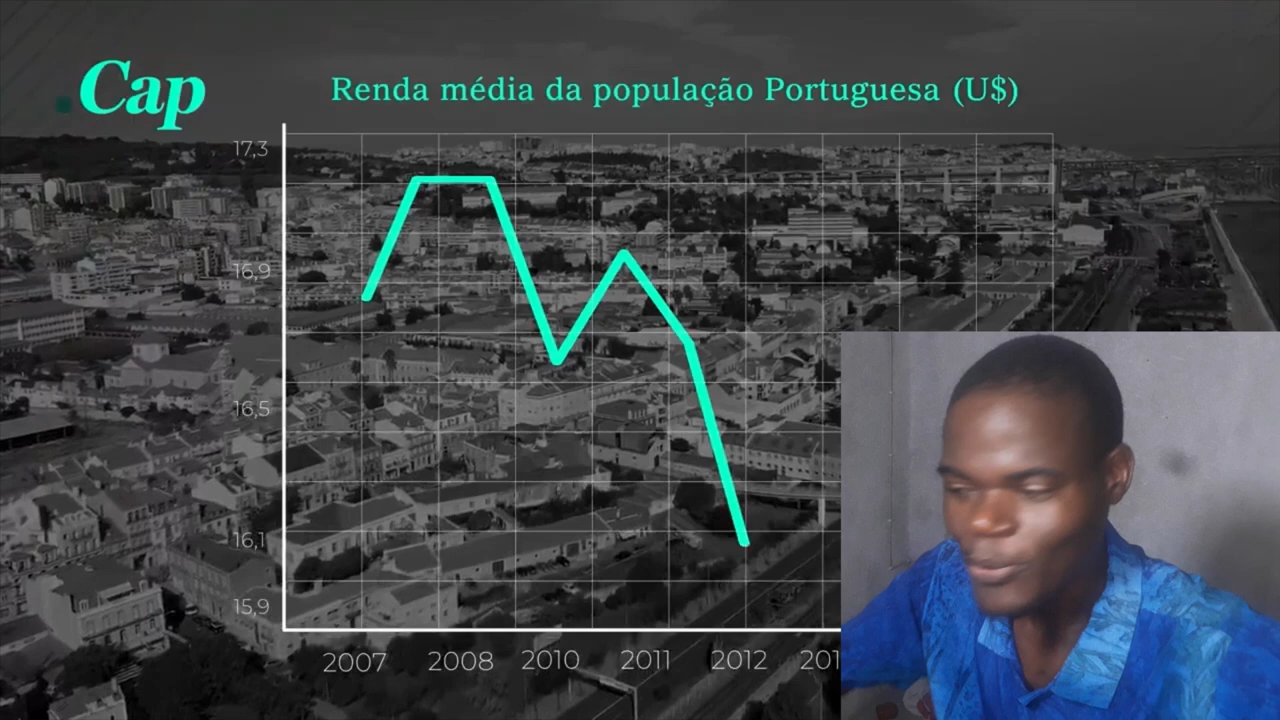 Cap
Renda média da população Portuguesa (U$)
17,3
16,9
16,5
16,1
15,9
2007 2008 2010 2011 2012 201